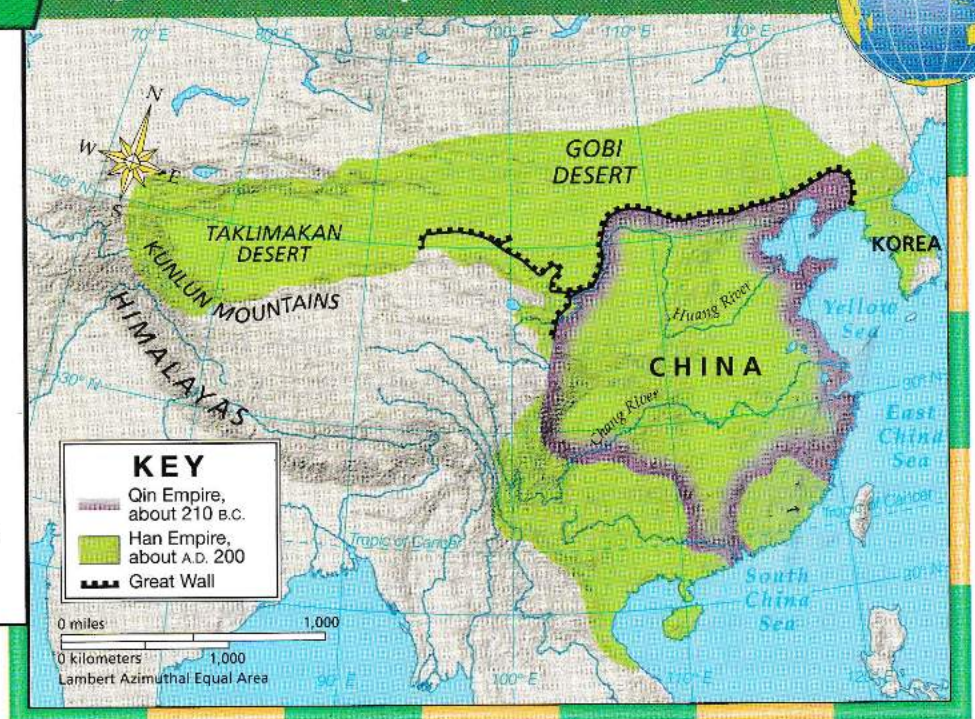 70° E
80° E
90° E
100° E
110° E
120° E
N
W
E
S
40° N
40° N
GOBI
DESERT
TAKLIMAKAN
DESERT
KUNLUN MOUNTAINS
HIMALAYAS
KOREA
Huang River
Yellow
Sea
CHINA
30° N
30° N
Chang River
East
China
Sea
KEY
Qin Empire,
about 210 B.C.
Han Empire,
about A.D. 200
Great Wall
Tropic of Cancer
Tropic of Cancer
South
China
Sea
20° N
0 miles
1,000
0 kilometers
1,000
Lambert Azimuthal Equal Area
90° E
100° E
110° E
120° E